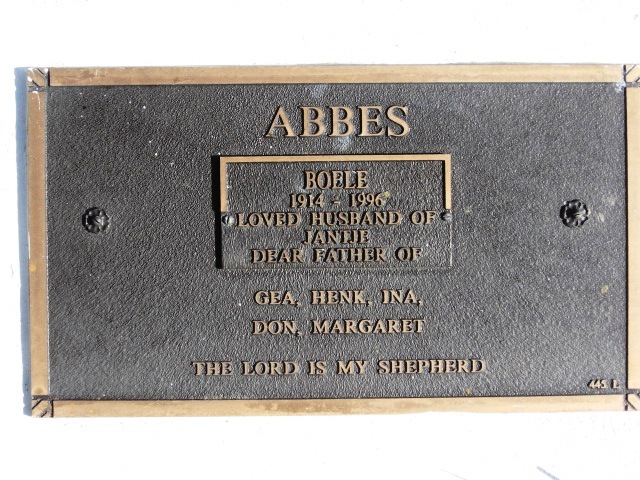 ABBES
BOELE
1914 - 1996
LOVED HUSBAND OF
JANTJE
DEAR FATHER OF
GEA, HENK, INA,
DON, MARGARET
THE LORD IS MY SHEPHERD